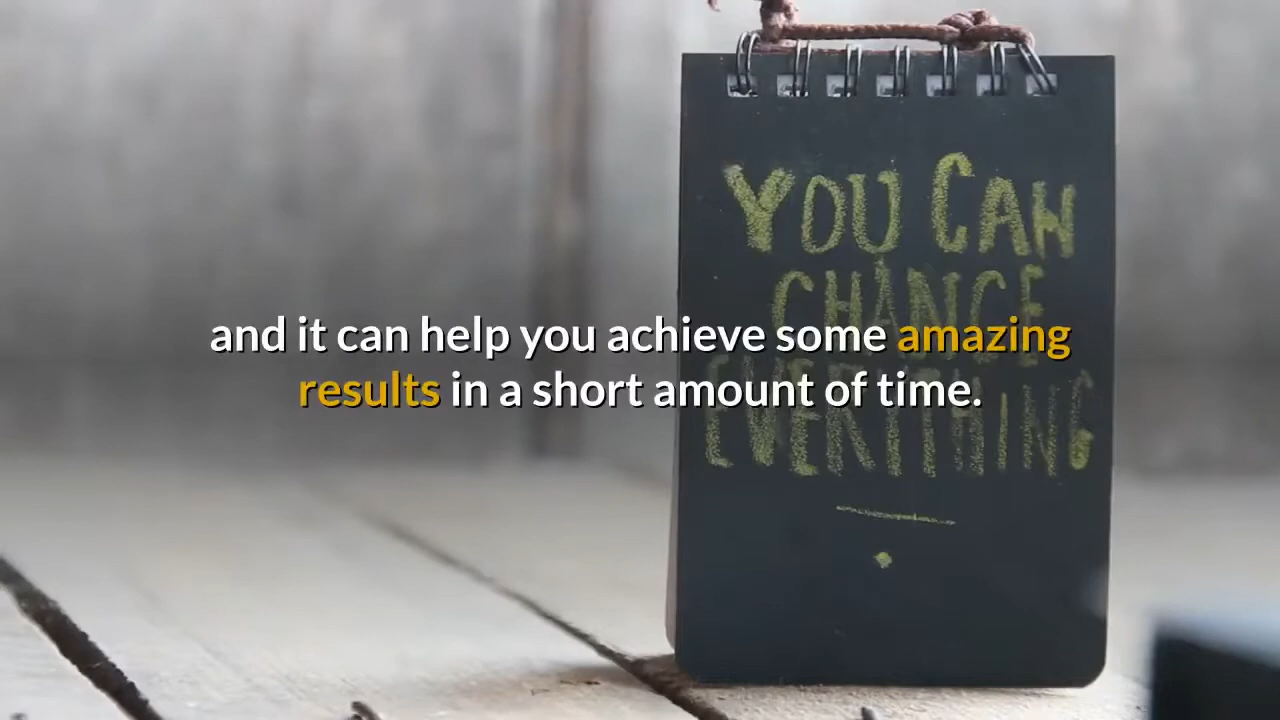 YOU CAN
CHANGE
and it can help you achieve some amazing
results in a short amount of time.
EVERYTHING